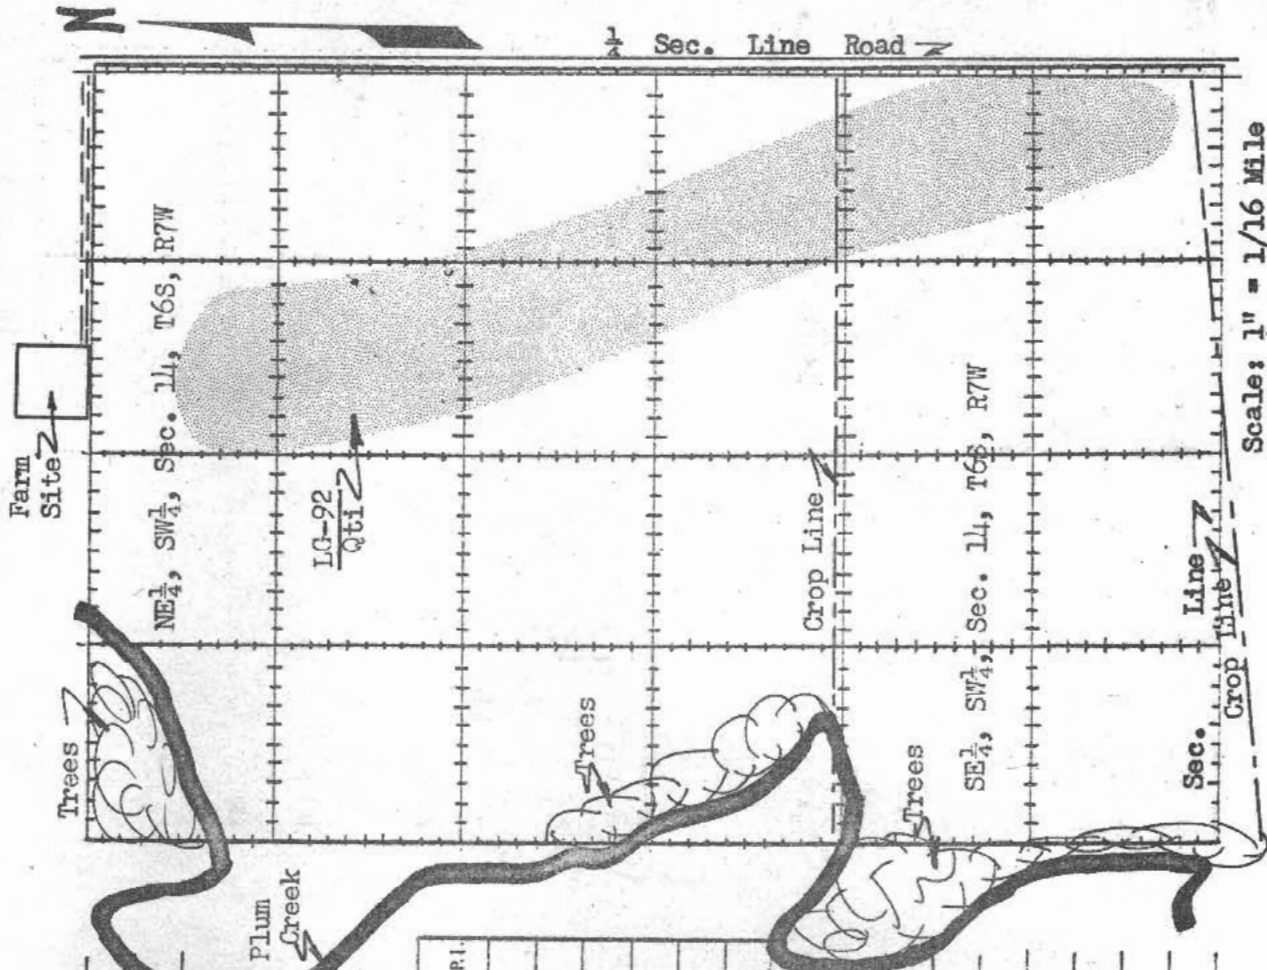 N
1/4 Sec. Line Road
Farm
Site
NE1/4, SW1/4, Sec. 14, T6S, R7W
LG-92
Qti
Crop Line
SE1/4, SW1/4, Sec. 14, T6S, R7W
Trees
Trees
Trees
Plum
Creek
Sec. Line
Crop Line
Scale: 1" = 1/16 Mile
P.I.